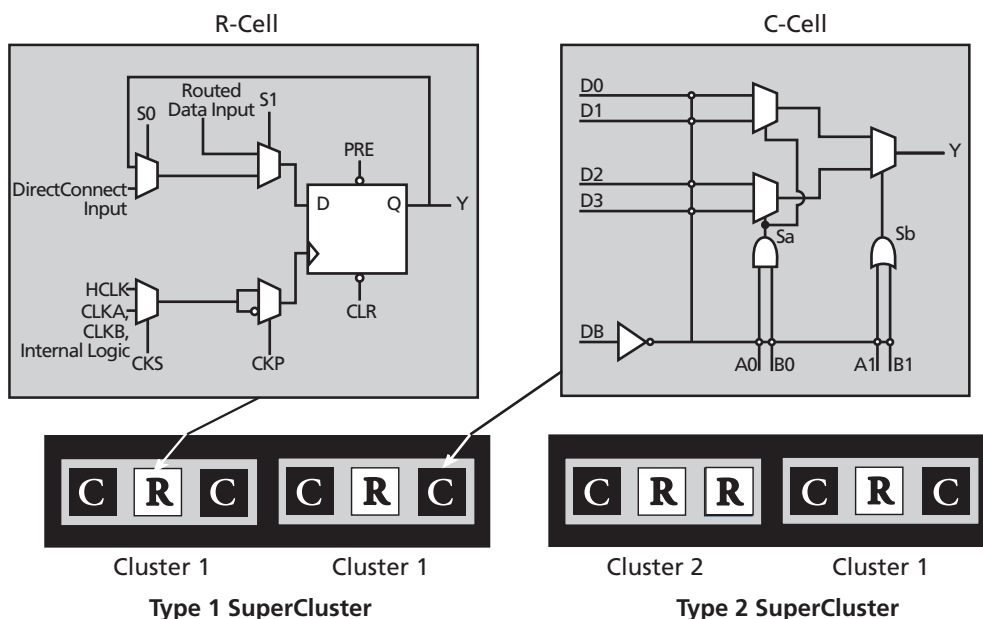 R-Cell
Routed
Data Input
S0
S1
PRE
DirectConnect
Input
D
Q
Y
HCLK
CLKA,
CLKB,
Internal Logic
CKS
CKP
CLR
C-Cell
D0
D1
D2
D3
Y
Sa
Sb
DB
A0
B0
A1
B1
C R C
C R C
C R R
C R C
Cluster 1
Cluster 1
Cluster 2
Cluster 1
Type 1 SuperCluster
Type 2 SuperCluster